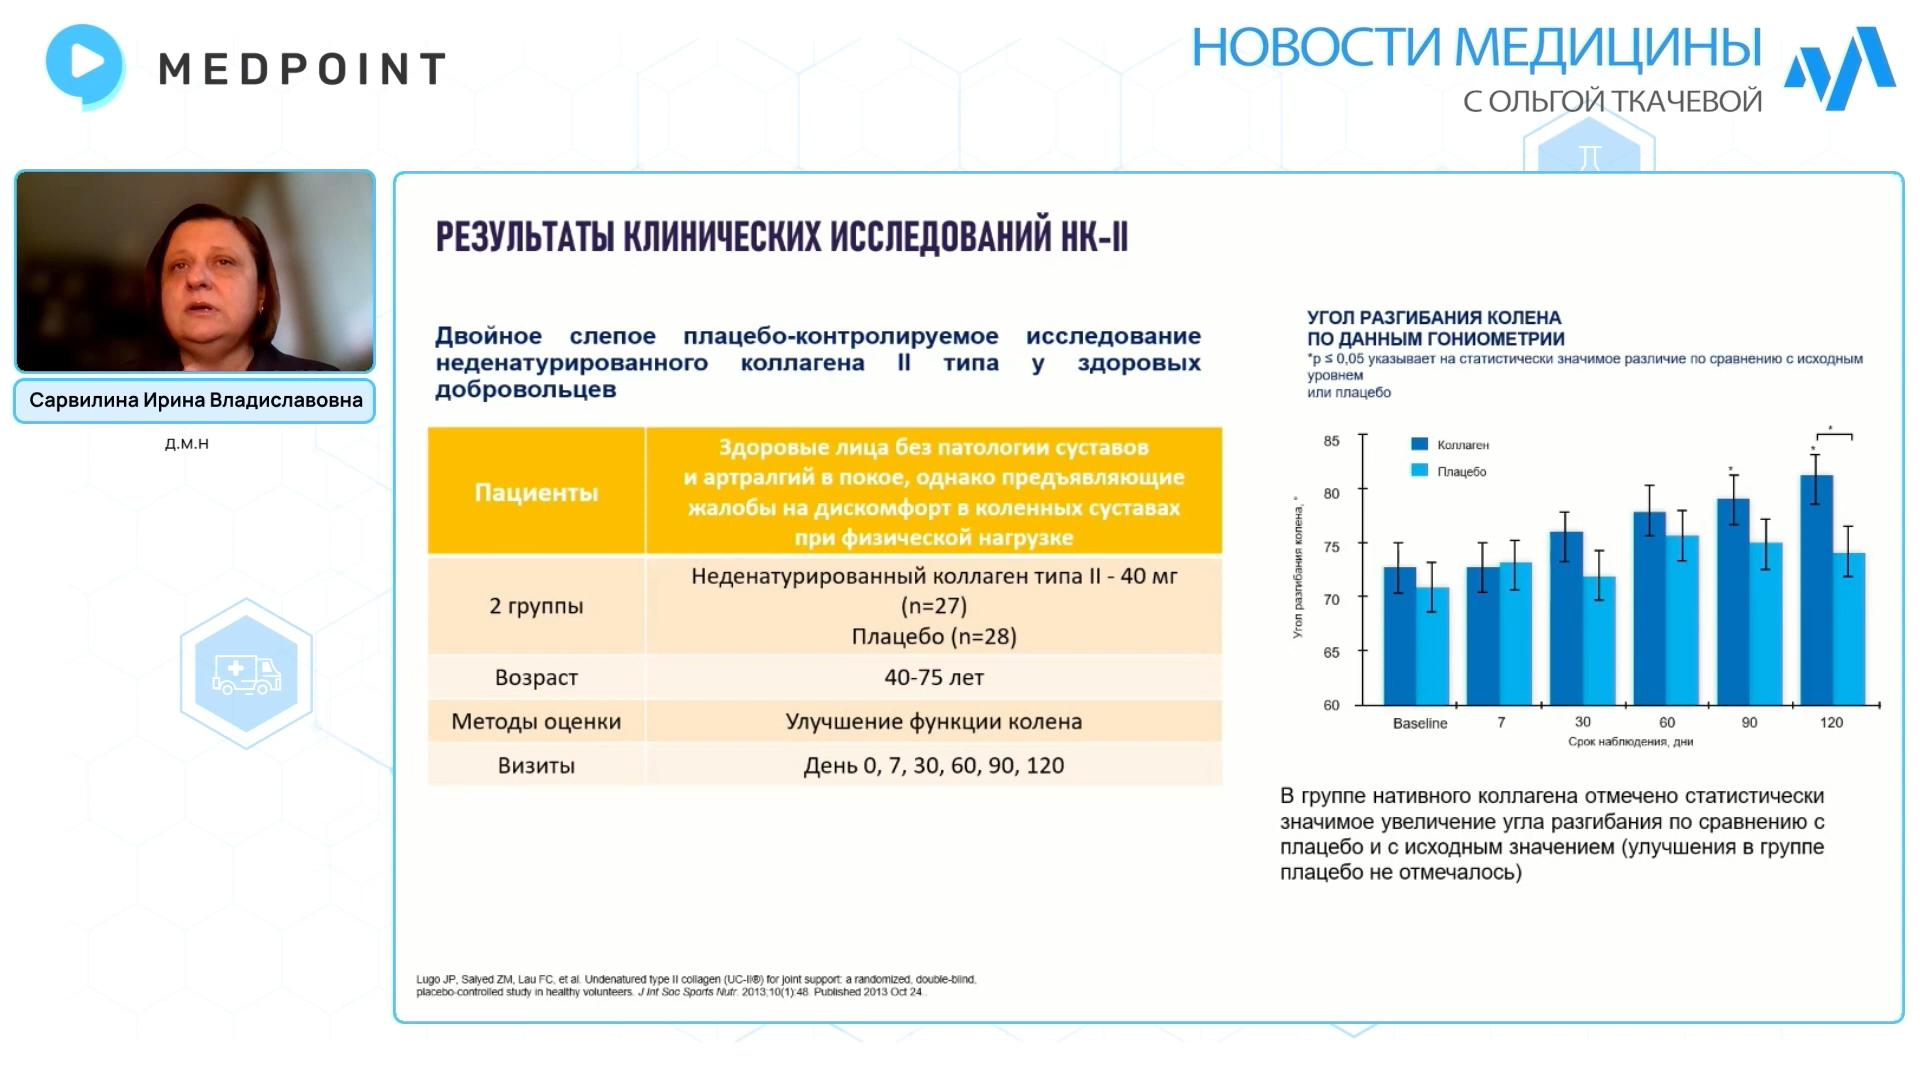 MEDPOINT
НОВОСТИ МЕДИЦИНЫ
С ОЛЬГОЙ ТКАЧЕВОЙ
Сарвилина Ирина Владиславовна
д.м.н
РЕЗУЛЬТАТЫ КЛИНИЧЕСКИХ ИССЛЕДОВАНИЙ НК-II
Двойное слепое плацебо-контролируемое исследование
неденатурированного коллагена II типа у здоровых
добровольцев
Пациенты
Здоровые лица без патологии суставов
и артралгий в покое, однако предъявляющие
жалобы на дискомфорт в коленных суставах
при физической нагрузке
2 группы
Неденатурированный коллаген типа II - 40 мг
(n=27)
Плацебо (n=28)
Возраст
40-75 лет
Методы оценки
Улучшение функции колена
Визиты
День 0, 7, 30, 60, 90, 120
УГОЛ РАЗГИБАНИЯ КОЛЕНА
ПО ДАННЫМ ГОНИОМЕТРИИ
*p ≤ 0,05 указывает на статистически значимое различие по сравнению с исходным
уровнем
или плацебо
Угол разгибания колена, °
85
80
75
70
65
60
Коллаген
Плацебо
*
*
*
Baseline
7
30
60
90
120
Срок наблюдения, дни
В группе нативного коллагена отмечено статистически
значимое увеличение угла разгибания по сравнению с
плацебо и с исходным значением (улучшения в группе
плацебо не отмечалось)
Lugo JP, Saiyed ZM, Lau FC, et al. Undenatured type II collagen (UC-II®) for joint support: a randomized, double-blind,
placebo-controlled study in healthy volunteers. J Int Soc Sports Nutr. 2013;10(1):48. Published 2013 Oct 24.